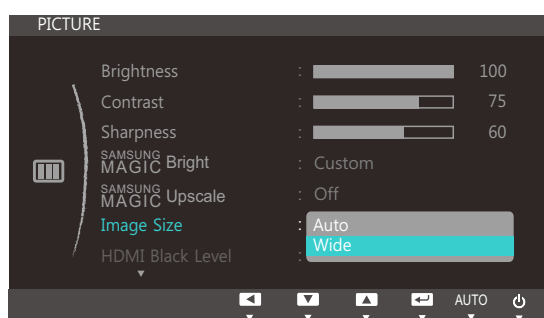 PICTURE
Brightness : 100
Contrast : 75
Sharpness : 60
SAMSUNG MAGIC Bright : Custom
SAMSUNG MAGIC Upscale : Off
Image Size : Auto
Wide
HDMI Black Level :
AUTO